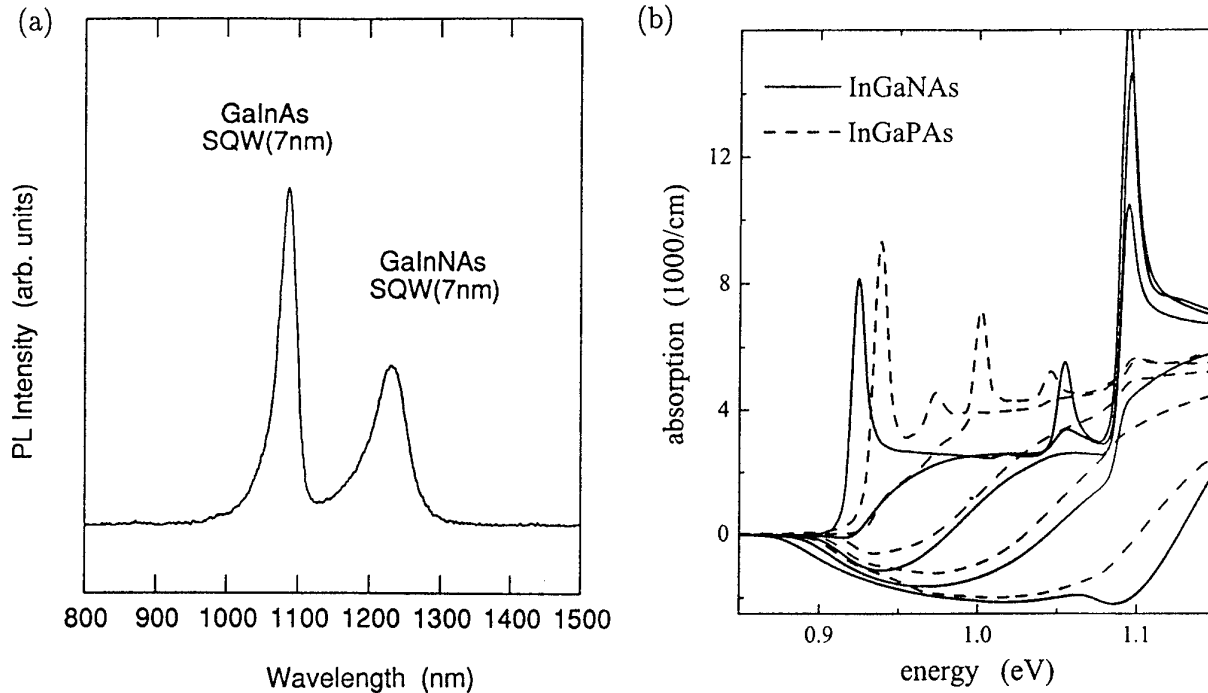 (a)
GaInAs
SQW(7nm)
GaInNAs
SQW(7nm)
PL Intensity (arb. units)
800 900 1000 1100 1200 1300 1400 1500
Wavelength (nm)
(b)
InGaNAs
InGaPAs
absorption (1000/cm)
12
8
4
0
0.9 1.0 1.1
energy (eV)